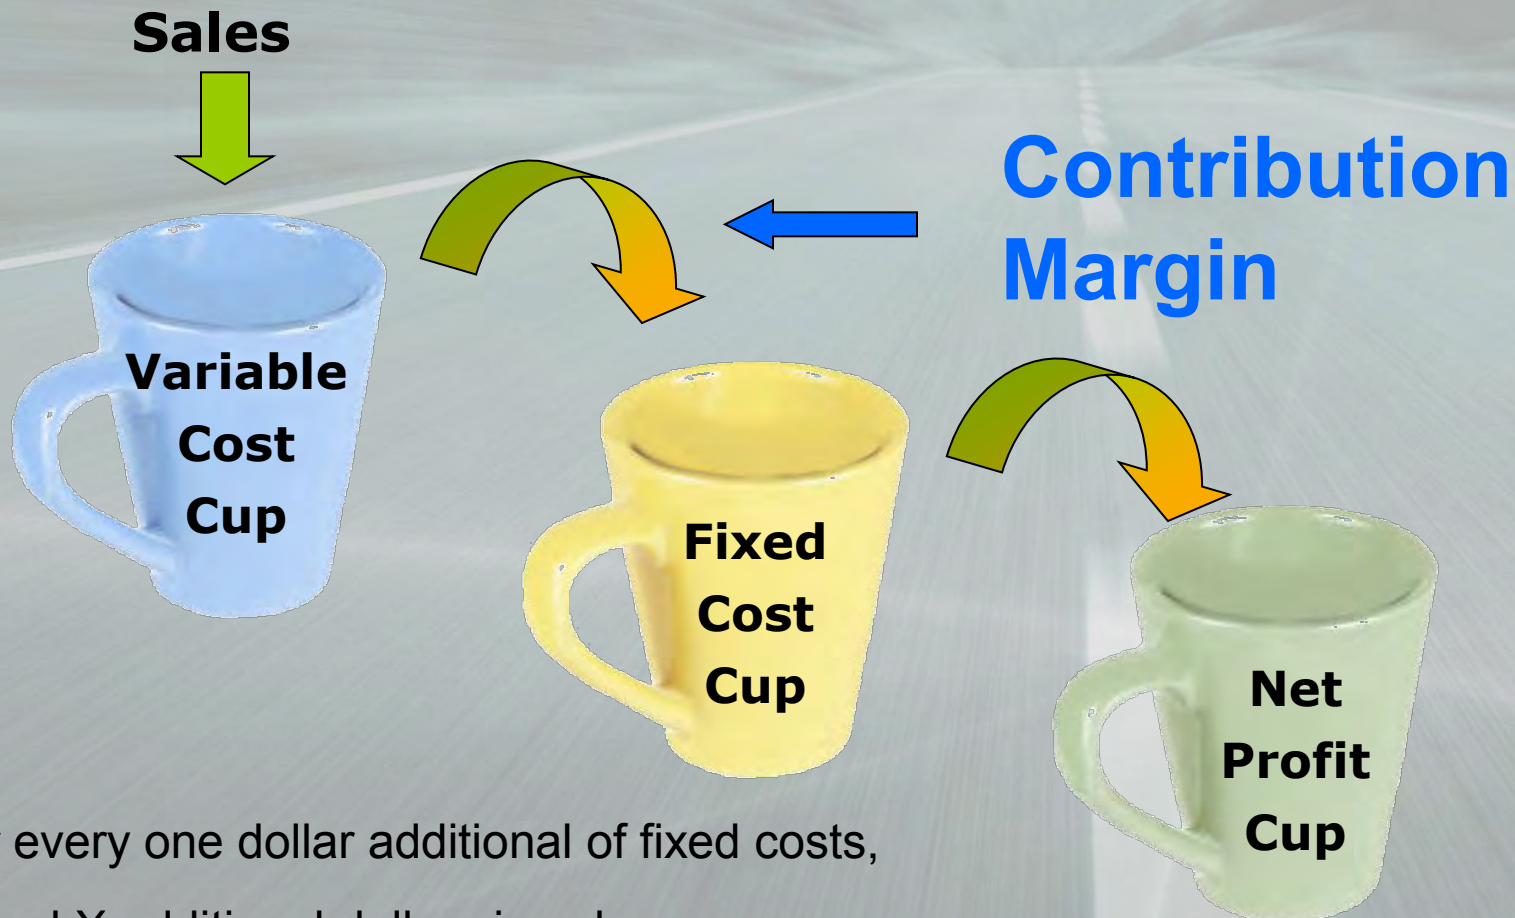 Sales
Contribution
Margin
Variable
Cost
Cup
Fixed
Cost
Cup
Net
Profit
Cup
every one dollar additional of fixed costs,